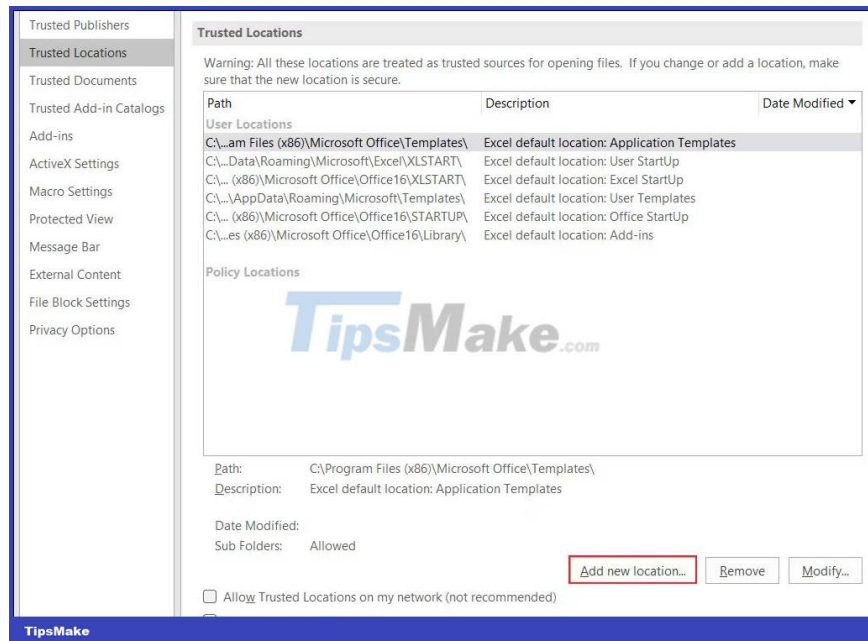 Trusted Publishers
Trusted Locations
Trusted Documents
Trusted Add-in Catalogs
Add-ins
ActiveX Settings
Macro Settings
Protected View
Message Bar
External Content
File Block Settings
Privacy Options
Trusted Locations
Warning: All these locations are treated as trusted sources for opening files. If you change or add a location, make
sure that the new location is secure.
Path Description Date Modified
User Locations
C:\...am Files (x86)\Microsoft Office\Templates\ Excel default location: Application Templates
C:\...Data\Roaming\Microsoft\Excel\XLSTART\ Excel default location: User StartUp
C:\... (x86)\Microsoft Office\Office16\XLSTART\ Excel default location: Excel StartUp
C:\...\AppData\Roaming\Microsoft\Templates\ Excel default location: User Templates
C:\... (x86)\Microsoft Office\Office16\STARTUP\ Excel default location: Office StartUp
C:\...es (x86)\Microsoft Office\Office16\Library\ Excel default location: Add-ins
Policy Locations
TipsMake.com
Path: C:\Program Files (x86)\Microsoft Office\Templates\
Description: Excel default location: Application Templates
Date Modified:
Sub Folders: Allowed
Add new location... Remove Modify...
Allow Trusted Locations on my network (not recommended)
TipsMake